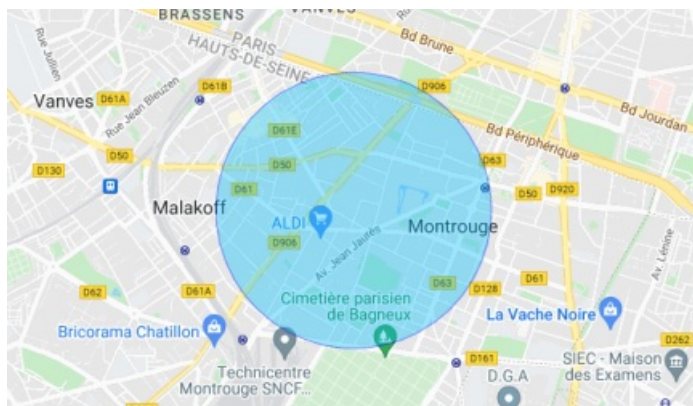 BRASSENS
VANVES
Bd Brune
PARIS
HAUTS-DE-SEINE
Rue Jullien
Rue Jean Bleuzen
D61B
D906
Vanves
D61A
Bd Jourdan
Bd Périphérique
D61E
D50
D50
D63
D130
D61
D50
D920
Malakoff
ALDI
Montrouge
D906
Av. Jean Jaurès
Av. Lénine
D61
D62
D61A
D63
D128
Cimetière parisien
de Bagneux
La Vache Noire
Bricorama Chatillon
D161
D262
Technicentre
Montrouge SNCF...
SIEC - Maison
des Examens
D.G.A